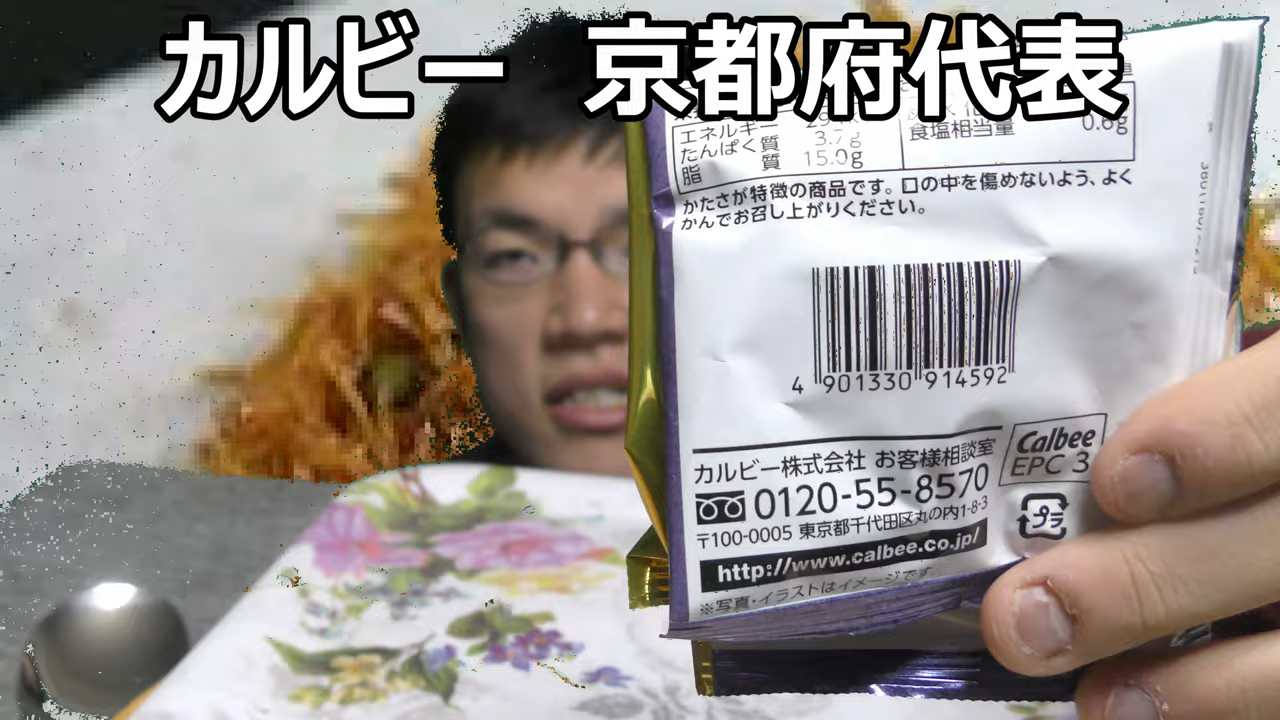 カルビー 京都府代表
エネルギー
たんぱく質 3.7g
脂 質 15.0g
食塩相当量 0.6g
かたさが特徴の商品です。口の中を傷めないよう、よく
かんでお召し上がりください。
4 901330 914592
カルビー株式会社 お客様相談室
0120-55-8570
〒100-0005 東京都千代田区丸の内1-8-3
http://www.calbee.co.jp/
※写真・イラストはイメージです
Calbee
EPC 3
プラ